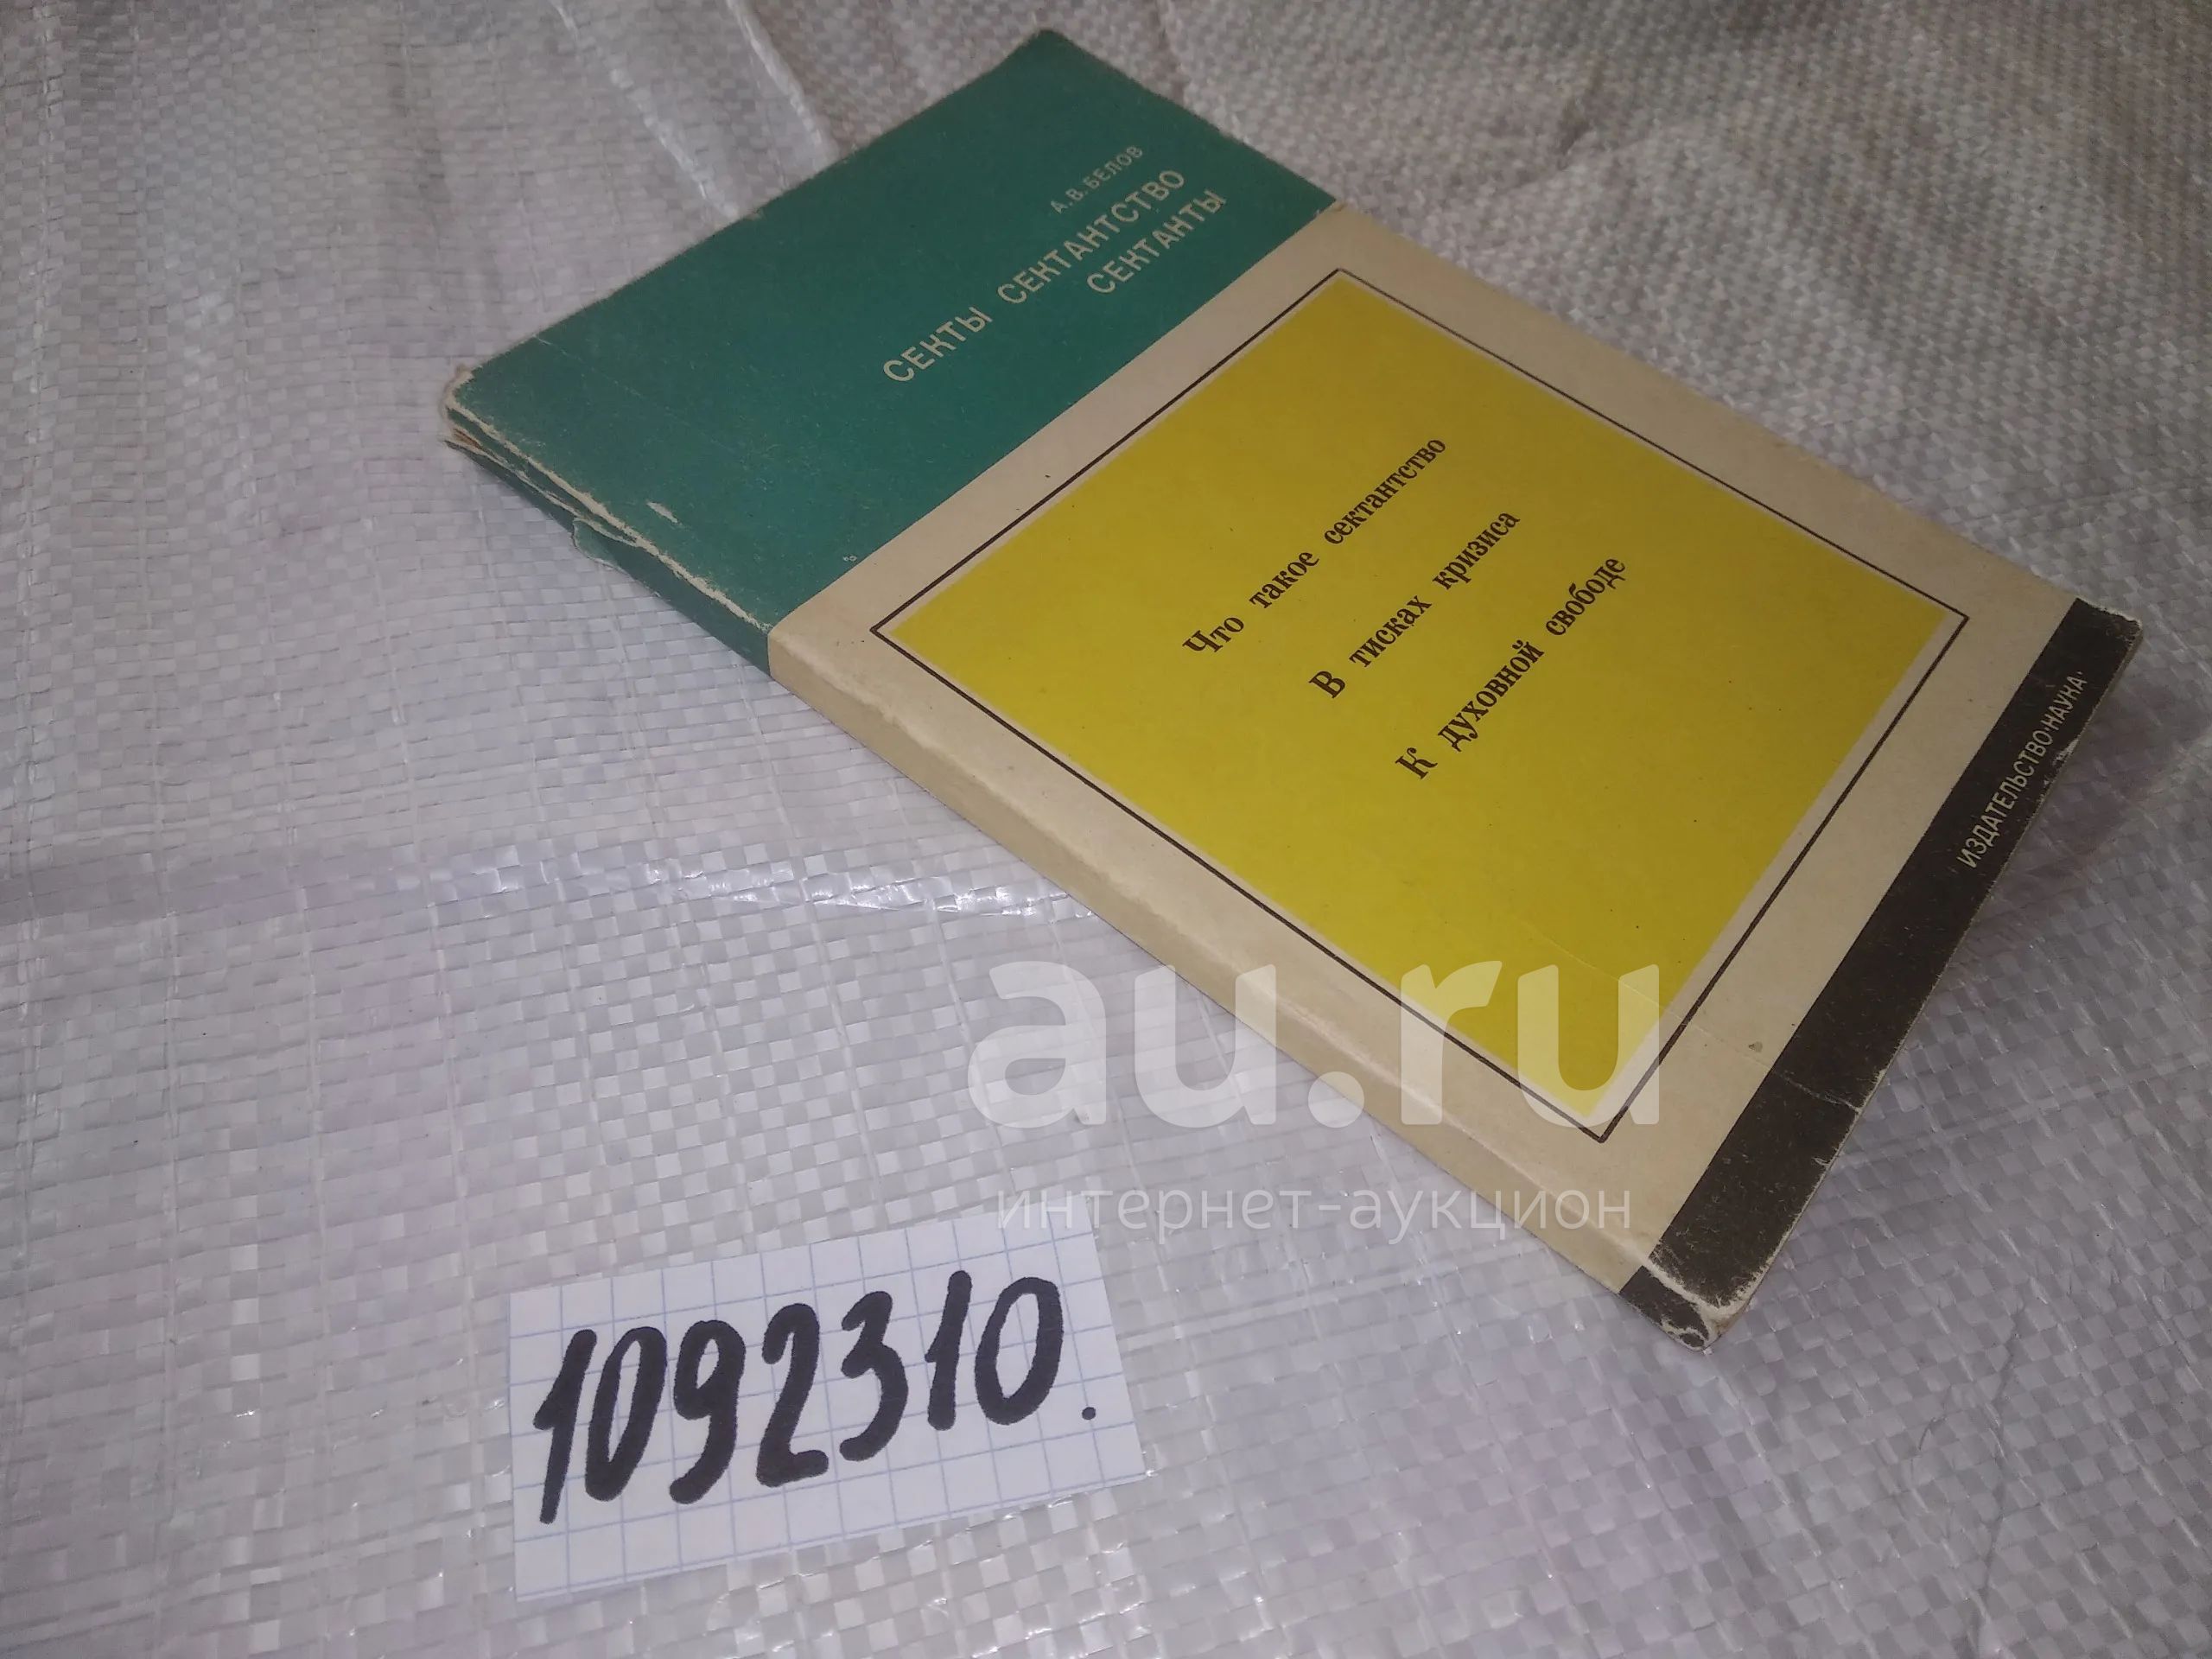 А. В. БЕЛОВ
СЕКТЫ СЕКТАНТСТВО
СЕКТАНТЫ
Что такое сектантство
В тисках кризиса
К духовной свободе
ИЗДАТЕЛЬСТВО·НАУКА·
au.ru
интернет-аукцион
1092310.